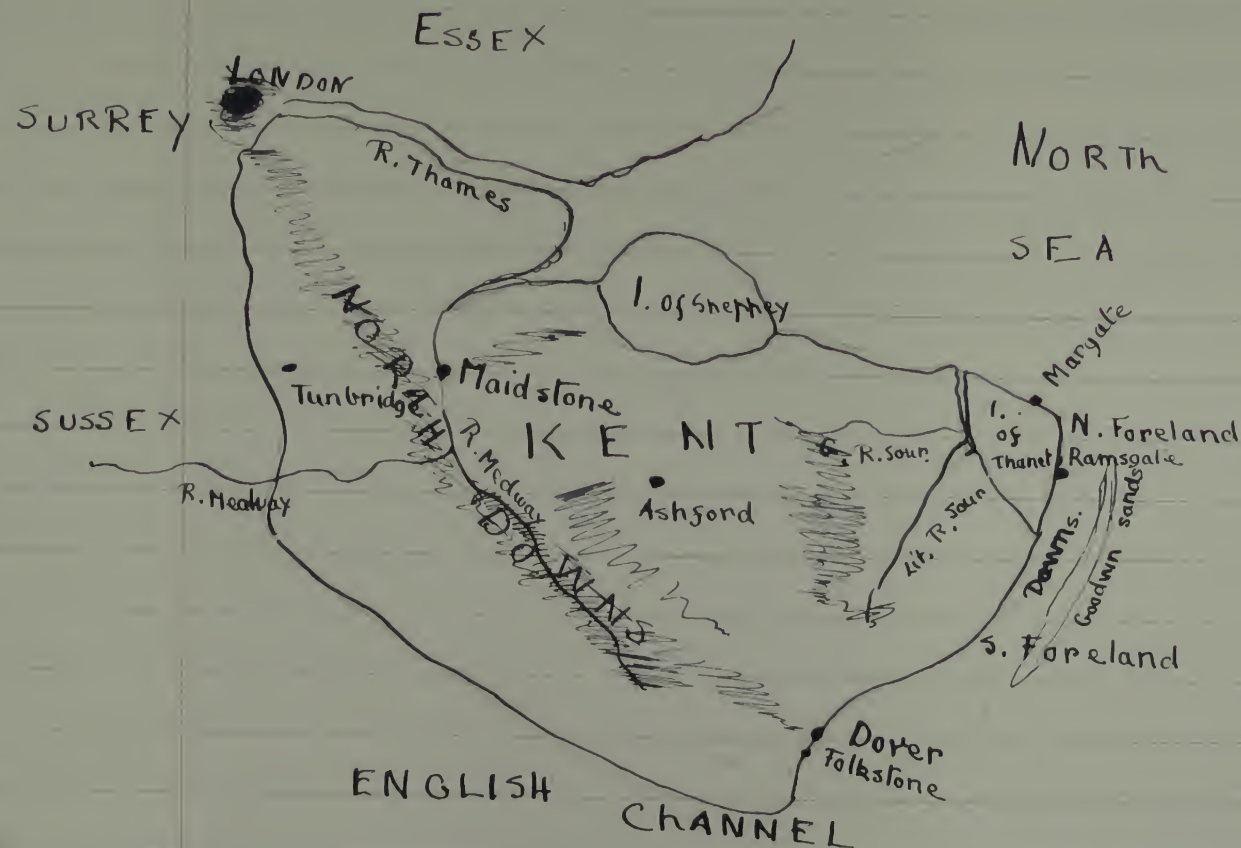 ESSEX
LONDON
SURREY
R. Thames
NORTH
SEA
I. of Shephey
Margate
NORTH DOWNS
Maidstone
Tunbridge
SUSSEX
KENT
I. of
Thanet
N. Foreland
Ramsgate
R. Sour.
R. Medway
R. Medway
Ashford
Lit. R. Sour
Downs.
Goodwin sands
S. Foreland
Dover
Folkstone
ENGLISH CHANNEL